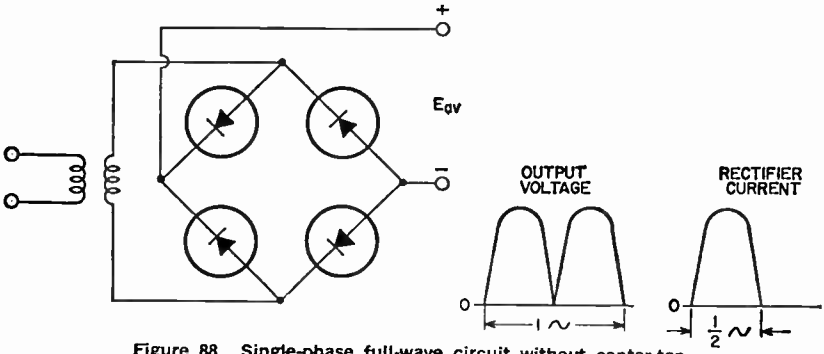 +
Eav
−
OUTPUT
VOLTAGE
RECTIFIER
CURRENT
0
1 ~
0
1/2 ~
Figure 88. Single-phase full-wave circuit without center-tap